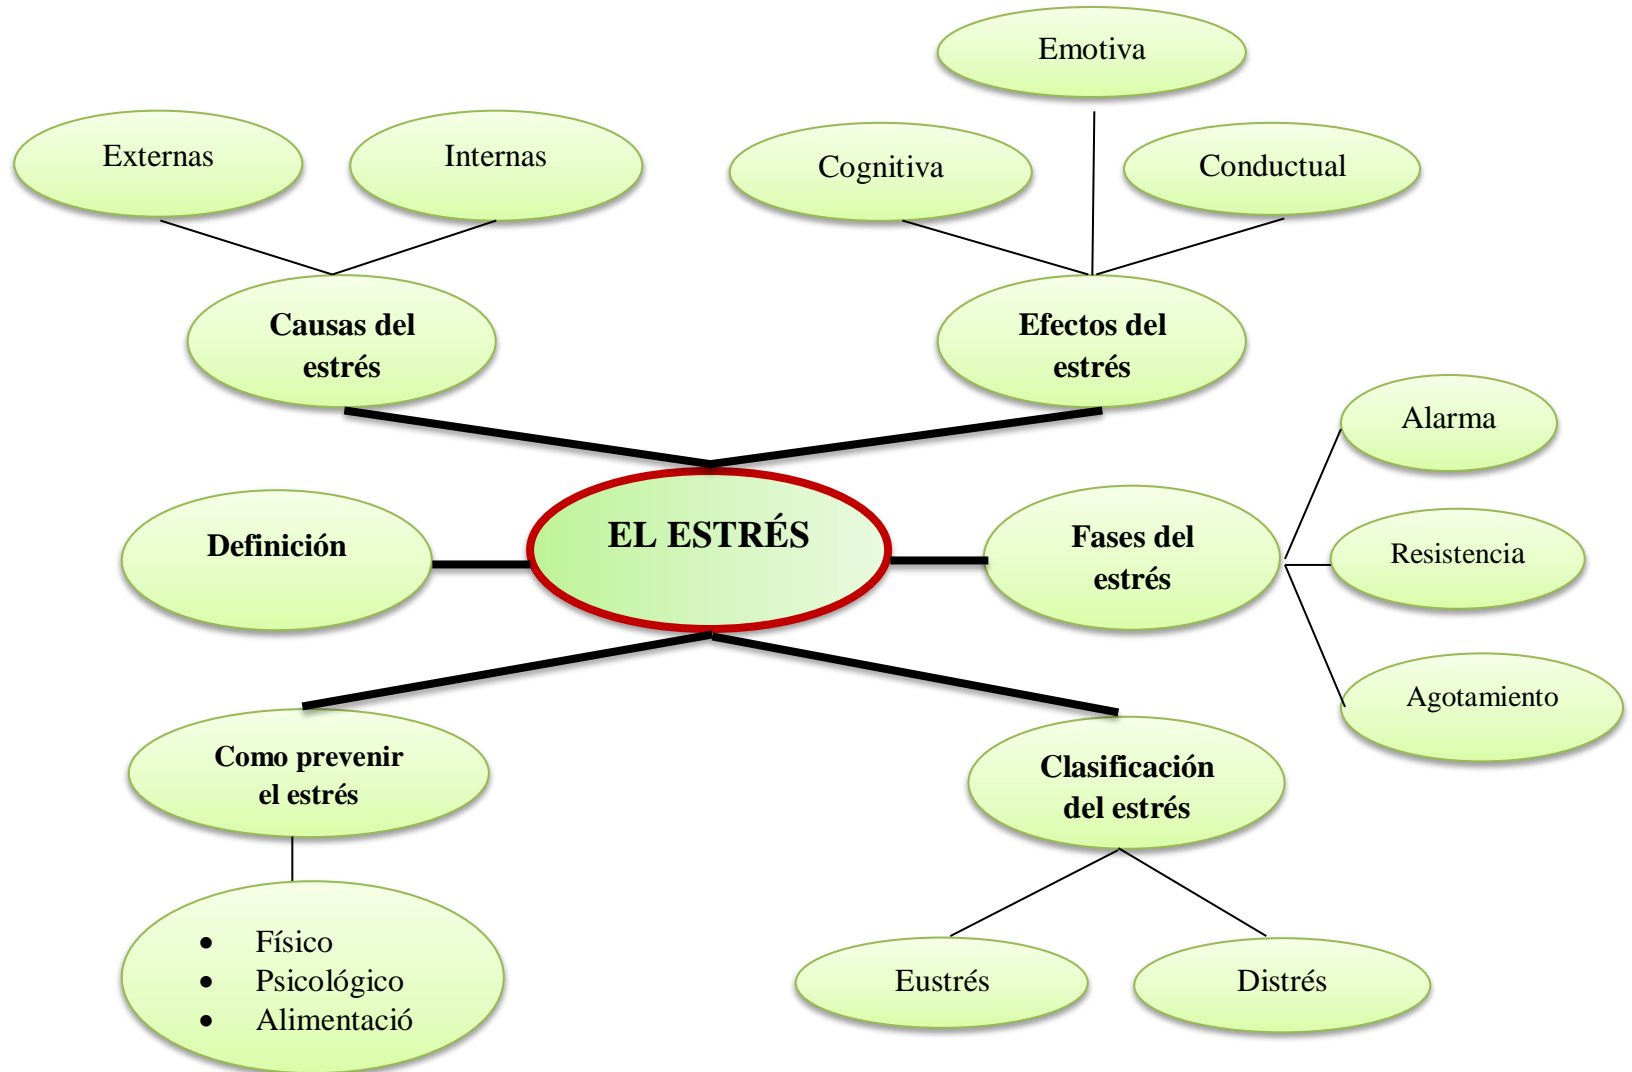 Emotiva
Externas
Internas
Cognitiva
Conductual
Causas del
estrés
Efectos del
estrés
Alarma
Definición
EL ESTRÉS
Fases del
estrés
Resistencia
Agotamiento
Como prevenir
el estrés
Clasificación
del estrés
• Físico
• Psicológico
• Alimentació
Eustrés
Distrés